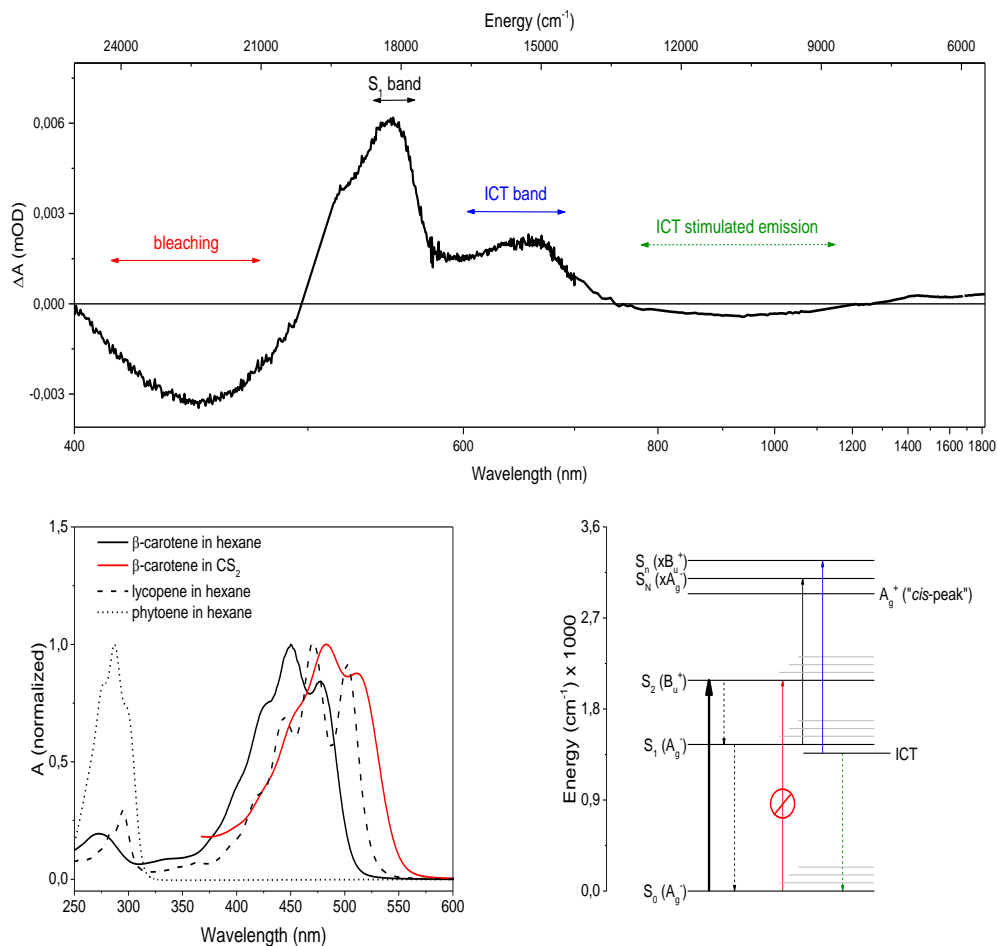 Energy (cm⁻¹)
24000 21000 18000 15000 12000 9000 6000
S₁ band
0,006
ICT band
0,003
ICT stimulated emission
bleaching
ΔA (mOD)
0,000
-0,003
400 600 800 1000 1200 1400 1600 1800
Wavelength (nm)
1,5
β-carotene in hexane
β-carotene in CS₂
lycopene in hexane
phytoene in hexane
1,0
A (normalized)
0,5
0,0
250 300 350 400 450 500 550 600
Wavelength (nm)
3,6
Sₙ (xBᵤ⁺)
S_N (xA_g⁻)
A_g⁺ ("cis-peak")
2,7
S₂ (Bᵤ⁺)
1,8
S₁ (A_g⁻)
ICT
Energy (cm⁻¹) x 1000
0,9
0,0
S₀ (A_g⁻)